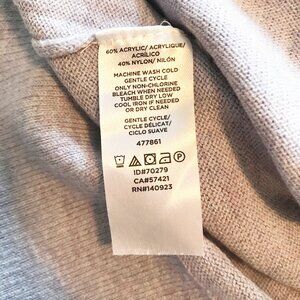 60% ACRYLIC/ ACRYLIQUE/
ACRÍLICO
40% NYLON/ NILÓN
MACHINE WASH COLD
GENTLE CYCLE
ONLY NON-CHLORINE
BLEACH WHEN NEEDED
TUMBLE DRY LOW
COOL IRON IF NEEDED
OR DRY CLEAN
GENTLE CYCLE/
CYCLE DÉLICAT/
CICLO SUAVE
477861
ID#70279
CA#57421
RN#140923